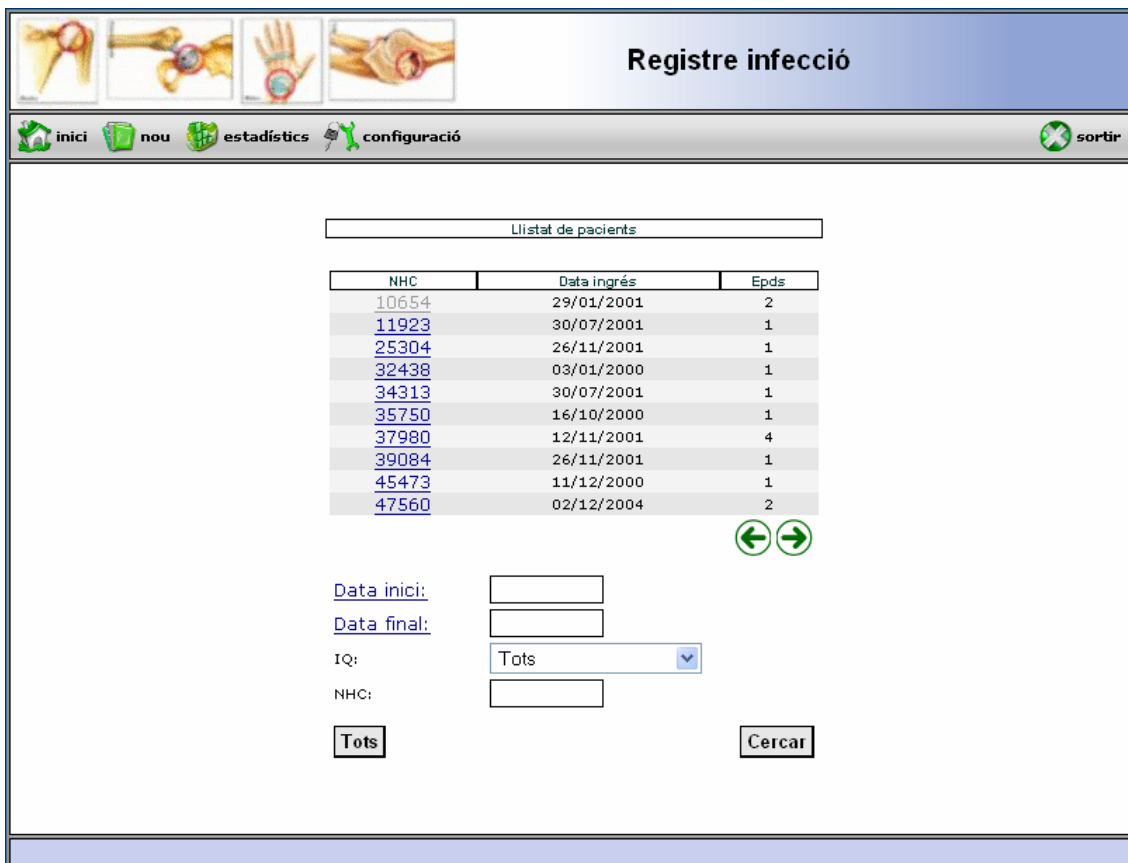 Registre infecció
inici nou estadístics configuració sortir
Llistat de pacients
NHC Data ingrés Epds
10654 29/01/2001 2
11923 30/07/2001 1
25304 26/11/2001 1
32438 03/01/2000 1
34313 30/07/2001 1
35750 16/10/2000 1
37980 12/11/2001 4
39084 26/11/2001 1
45473 11/12/2000 1
47560 02/12/2004 2
Data inici:
Data final:
IQ: Tots
NHC:
Tots Cercar